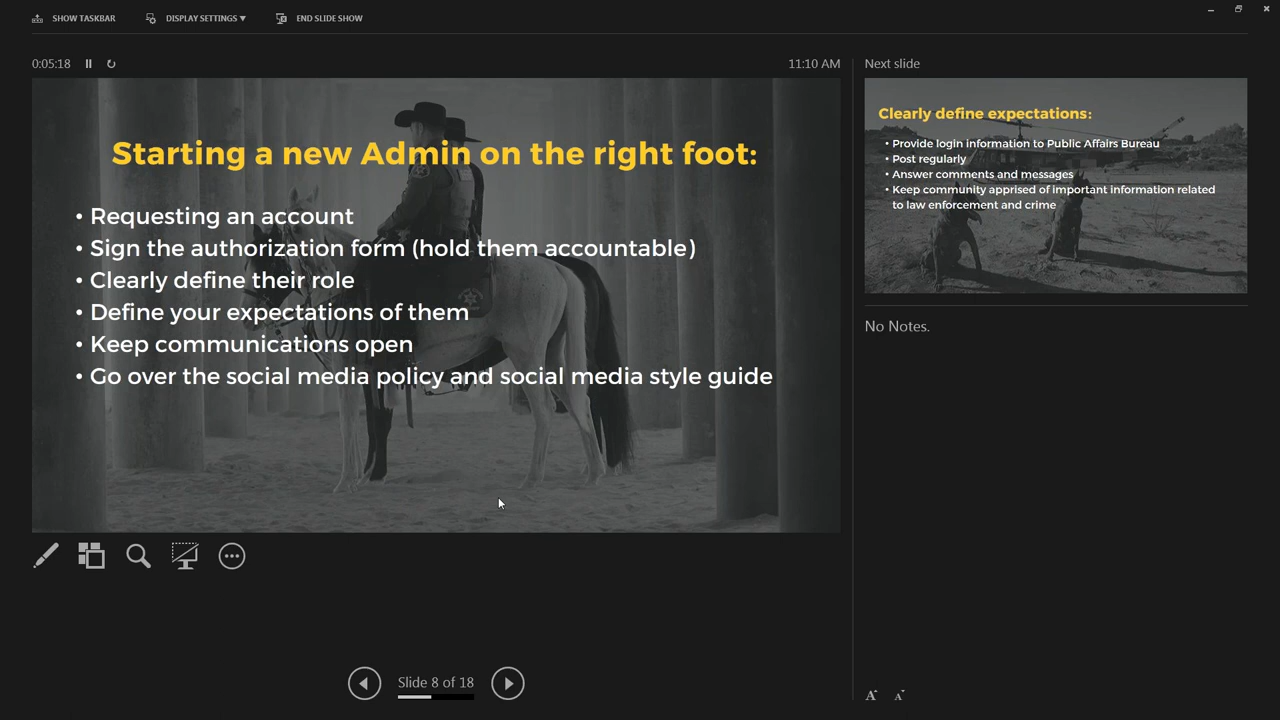 SHOW TASKBAR
DISPLAY SETTINGS ▼
END SLIDE SHOW
0:05:18
11:10 AM
Starting a new Admin on the right foot:
• Requesting an account
• Sign the authorization form (hold them accountable)
• Clearly define their role
• Define your expectations of them
• Keep communications open
• Go over the social media policy and social media style guide
Slide 8 of 18
Next slide
Clearly define expectations:
• Provide login information to Public Affairs Bureau
• Post regularly
• Answer comments and messages
• Keep community apprised of important information related
to law enforcement and crime
No Notes.
A A